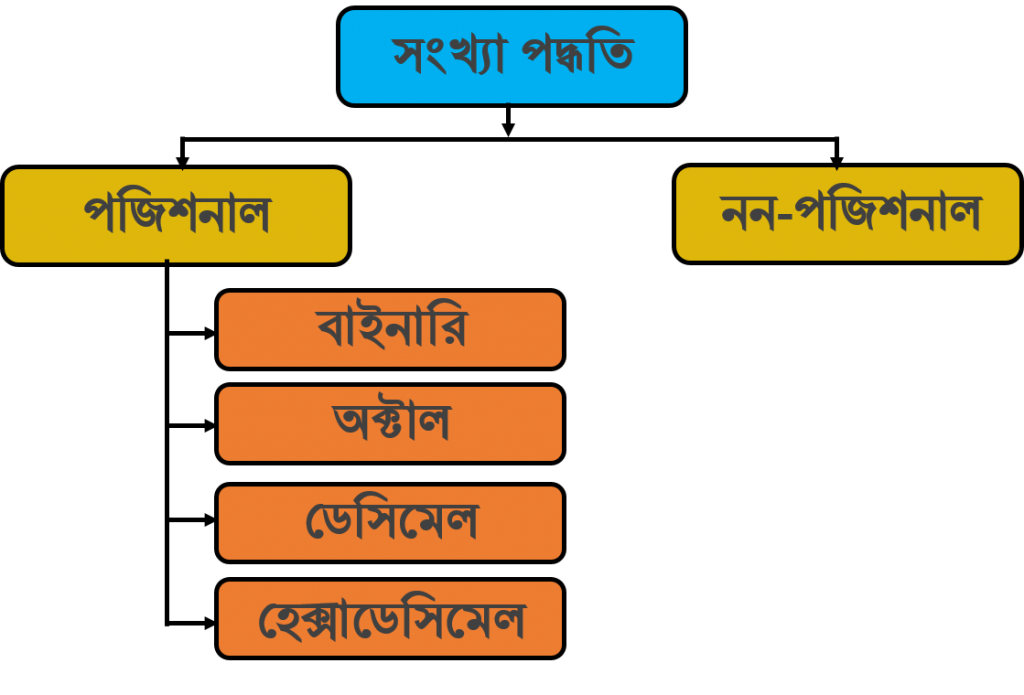 সংখ্যা পদ্ধতি
পজিশনাল
নন-পজিশনাল
বাইনারি
অক্টাল
ডেসিমেল
হেক্সাডেসিমেল